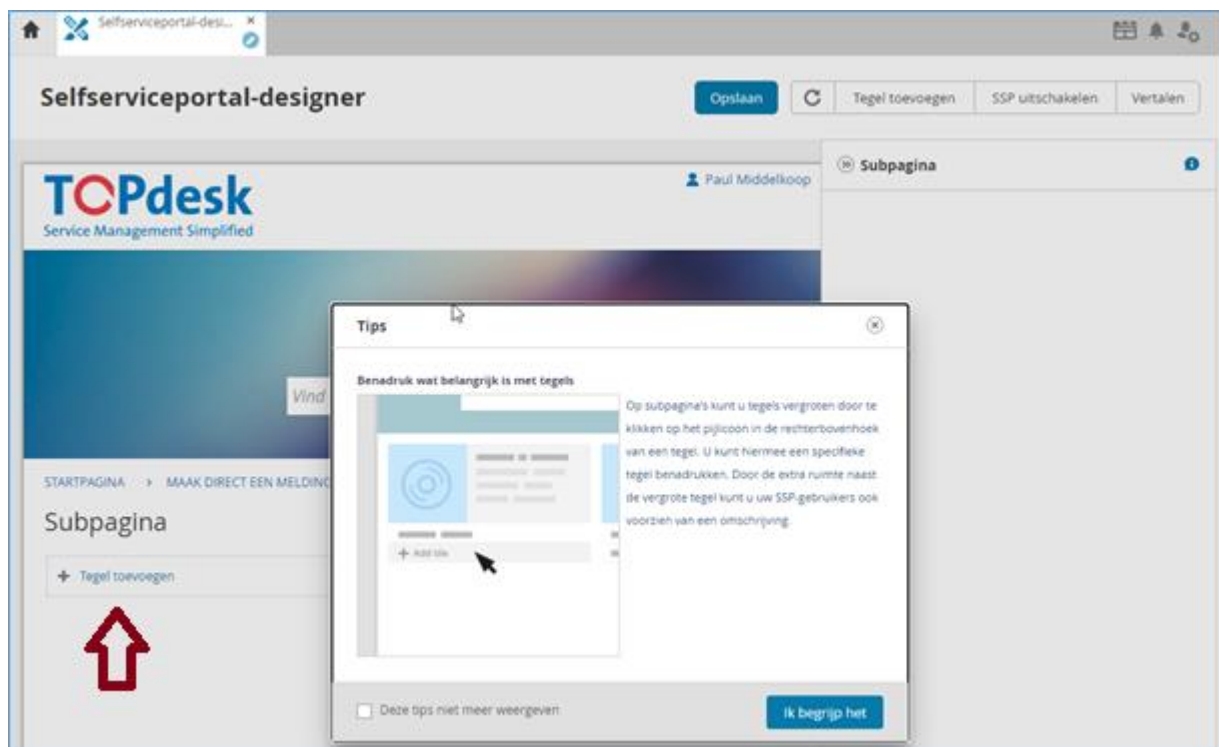 Selfserviceportal-desi...
Selfserviceportal-designer
Opslaan
Tegel toevoegen
SSP uitschakelen
Vertalen
TOPdesk
Service Management Simplified
Paul Middelkoop
Subpagina
Vind
STARTPAGINA > MAAK DIRECT EEN MELDING
Subpagina
+ Tegel toevoegen
Tips
Benadruk wat belangrijk is met tegels
+ Add tile
Op subpagina's kunt u tegels vergroten door te
klikken op het pijlicoon in de rechterbovenhoek
van een tegel. U kunt hiermee een specifieke
tegel benadrukken. Door de extra ruimte naast
de vergrote tegel kunt u uw SSP-gebruikers ook
voorzien van een omschrijving.
Deze tips niet meer weergeven
Ik begrijp het